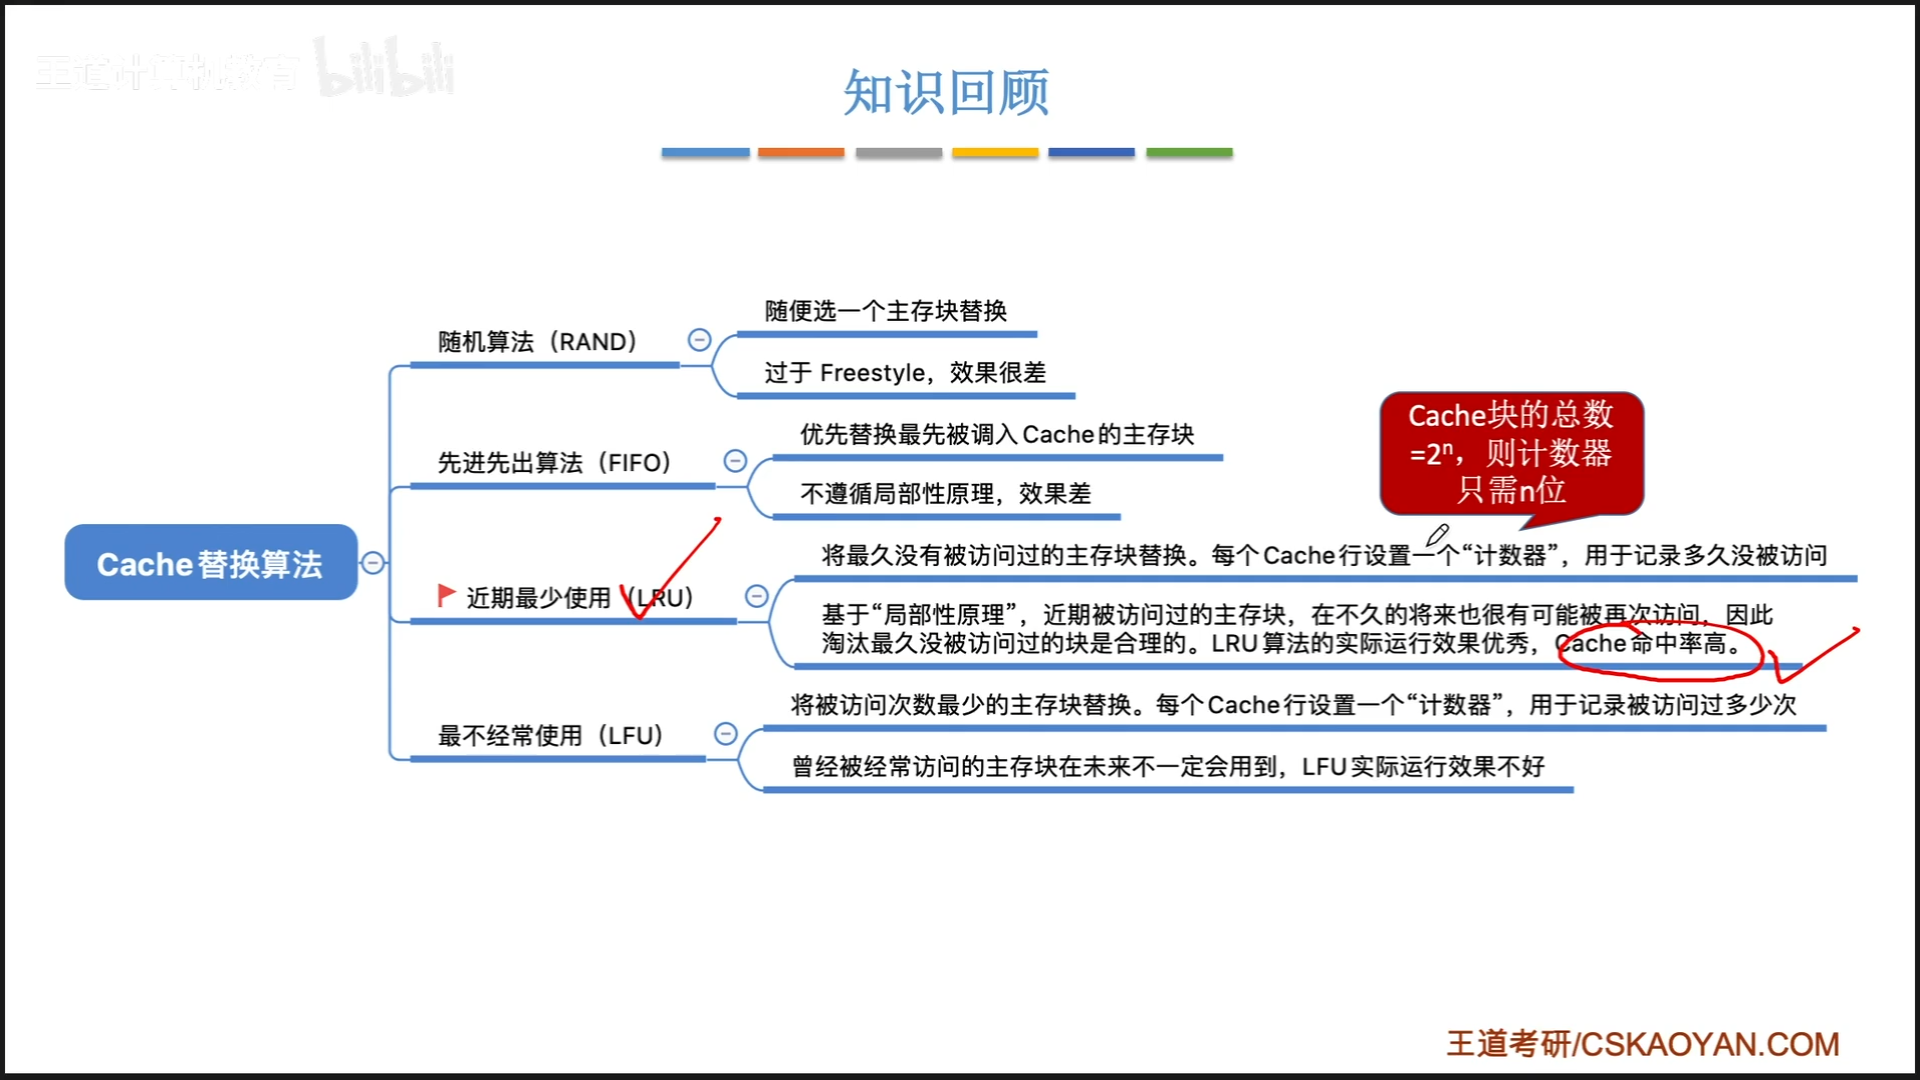 王道计算机教育 bilibili
知识回顾
随机算法（RAND）
随便选一个主存块替换
过于 Freestyle，效果很差
先进先出算法（FIFO）
优先替换最先被调入Cache的主存块
不遵循局部性原理，效果差
Cache块的总数
=2ⁿ，则计数器
只需n位
Cache替换算法
近期最少使用（LRU）
将最久没有被访问过的主存块替换。每个Cache行设置一个“计数器”，用于记录多久没被访问
基于“局部性原理”，近期被访问过的主存块，在不久的将来也很有可能被再次访问，因此
淘汰最久没被访问过的块是合理的。LRU算法的实际运行效果优秀，Cache命中率高。
最不经常使用（LFU）
将被访问次数最少的主存块替换。每个Cache行设置一个“计数器”，用于记录被访问过多少次
曾经被经常访问的主存块在未来不一定会用到，LFU实际运行效果不好
王道考研/CSKAOYAN.COM